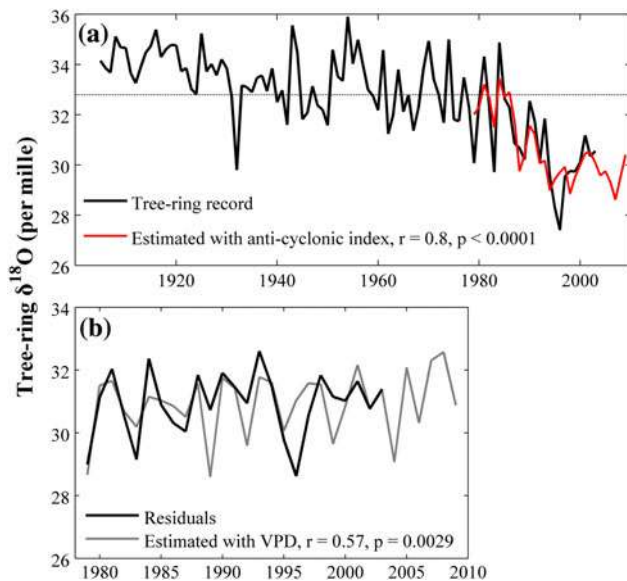 Tree-ring δ18O (per mille)
(a)
36
34
32
30
28
26
Tree-ring record
Estimated with anti-cyclonic index, r = 0.8, p < 0.0001
1920 1940 1960 1980 2000
(b)
34
32
30
28
26
Residuals
Estimated with VPD, r = 0.57, p = 0.0029
1980 1985 1990 1995 2000 2005 2010